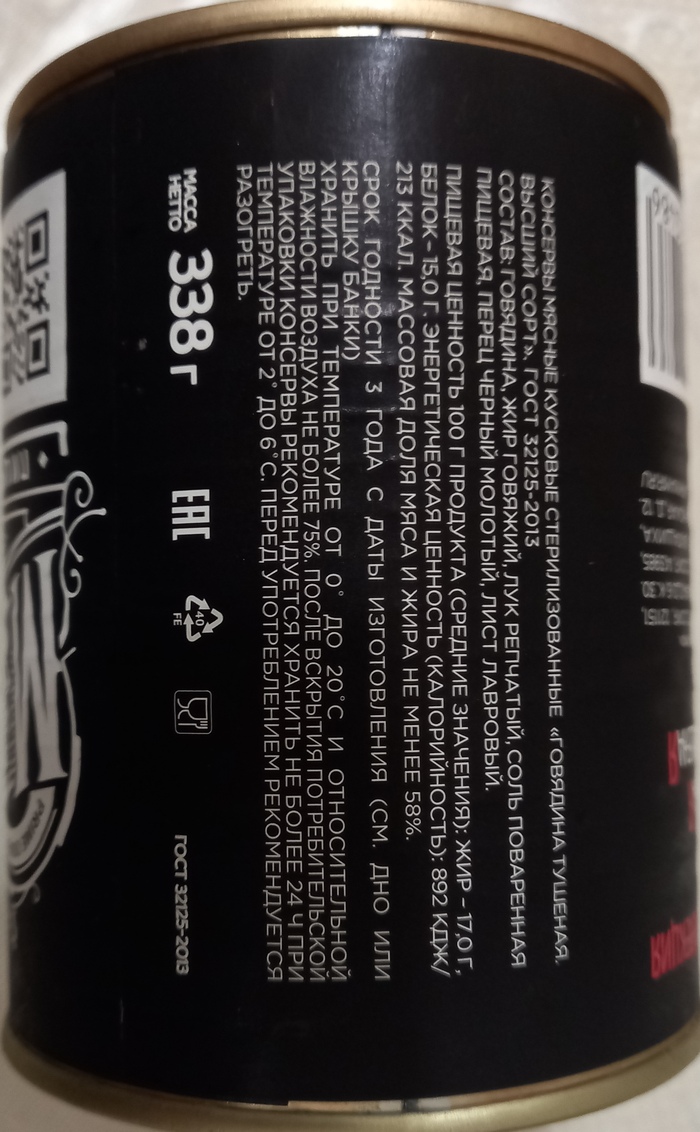 КОНСЕРВЫ МЯСНЫЕ КУСКОВЫЕ СТЕРИЛИЗОВАННЫЕ «ГОВЯДИНА ТУШЕНАЯ.
ВЫСШИЙ СОРТ». ГОСТ 32125-2013
СОСТАВ: ГОВЯДИНА, ЖИР ГОВЯЖИЙ, ЛУК РЕПЧАТЫЙ, СОЛЬ ПОВАРЕННАЯ
ПИЩЕВАЯ, ПЕРЕЦ ЧЕРНЫЙ МОЛОТЫЙ, ЛИСТ ЛАВРОВЫЙ.
ПИЩЕВАЯ ЦЕННОСТЬ 100 Г ПРОДУКТА (СРЕДНИЕ ЗНАЧЕНИЯ): ЖИР – 17,0 Г,
БЕЛОК- 15,0 Г. ЭНЕРГЕТИЧЕСКАЯ ЦЕННОСТЬ (КАЛОРИЙНОСТЬ): 892 КДЖ/
213 ККАЛ. МАССОВАЯ ДОЛЯ МЯСА И ЖИРА НЕ МЕНЕЕ 58%.
СРОК ГОДНОСТИ 3 ГОДА С ДАТЫ ИЗГОТОВЛЕНИЯ (СМ. ДНО ИЛИ
КРЫШКУ БАНКИ)
ХРАНИТЬ ПРИ ТЕМПЕРАТУРЕ ОТ 0° ДО 20°С И ОТНОСИТЕЛЬНОЙ
ВЛАЖНОСТИ ВОЗДУХА НЕ БОЛЕЕ 75%. ПОСЛЕ ВСКРЫТИЯ ПОТРЕБИТЕЛЬСКОЙ
УПАКОВКИ КОНСЕРВЫ РЕКОМЕНДУЕТСЯ ХРАНИТЬ НЕ БОЛЕЕ 24 Ч ПРИ
ТЕМПЕРАТУРЕ ОТ 2° ДО 6°С. ПЕРЕД УПОТРЕБЛЕНИЕМ РЕКОМЕНДУЕТСЯ
РАЗОГРЕТЬ.
МАССА
НЕТТО
338 г
EAC
40
FE
ГОСТ 32125-2013